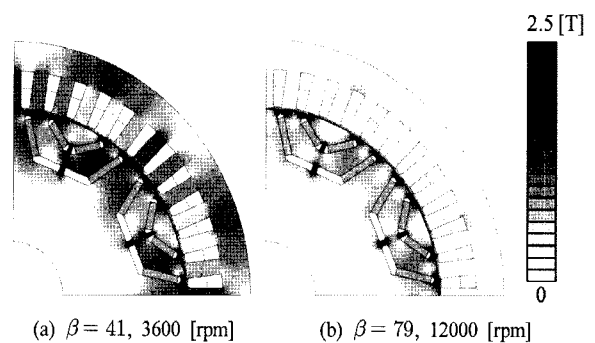 2.5 [T]
0
(a) β = 41, 3600 [rpm]
(b) β = 79, 12000 [rpm]